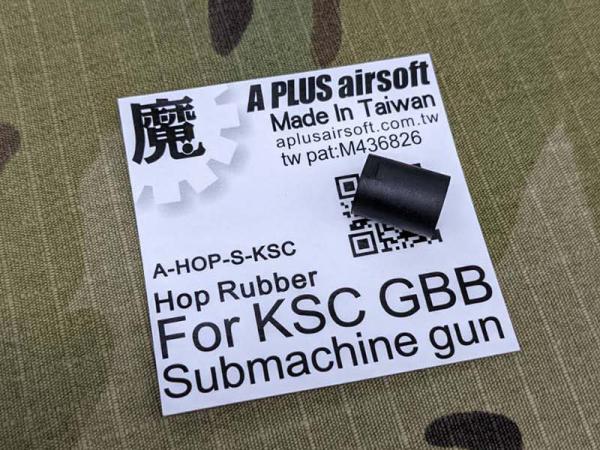 魔
A PLUS airsoft
Made In Taiwan
aplusairsoft.com.tw
tw pat:M436826
A-HOP-S-KSC
Hop Rubber
For KSC GBB
Submachine gun